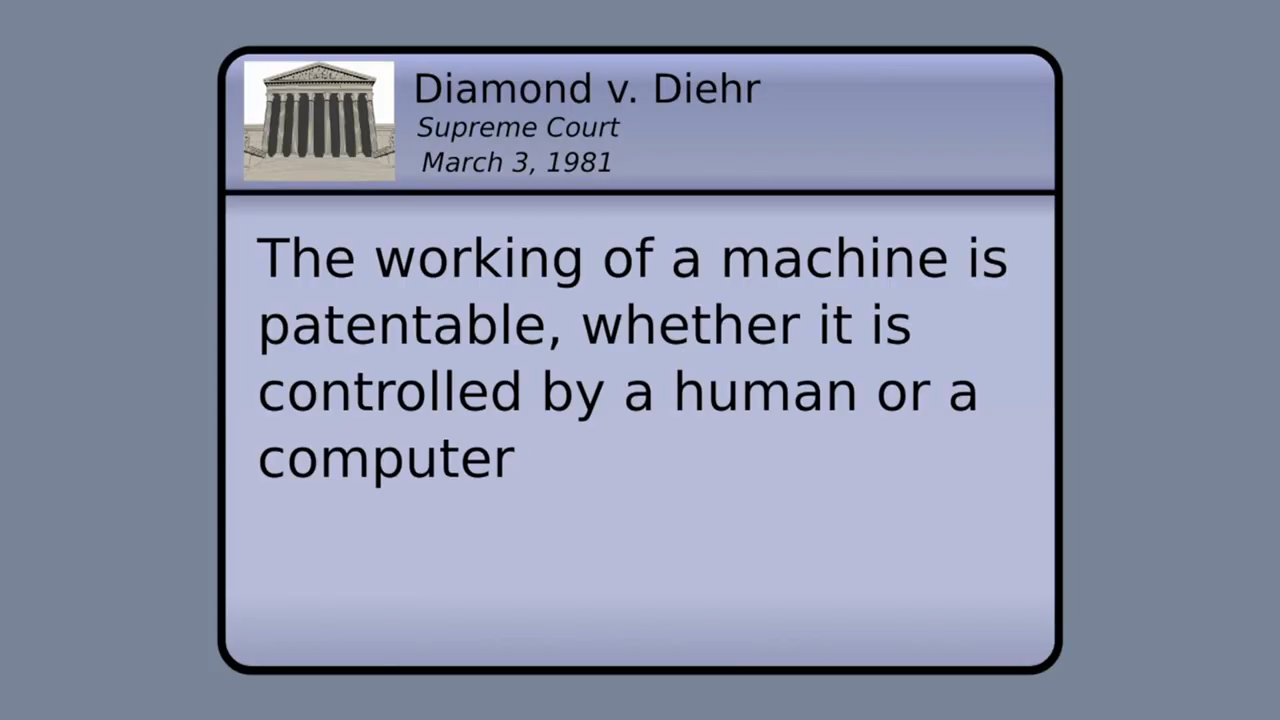 Diamond v. Diehr
Supreme Court
March 3, 1981
The working of a machine is
patentable, whether it is
controlled by a human or a
computer